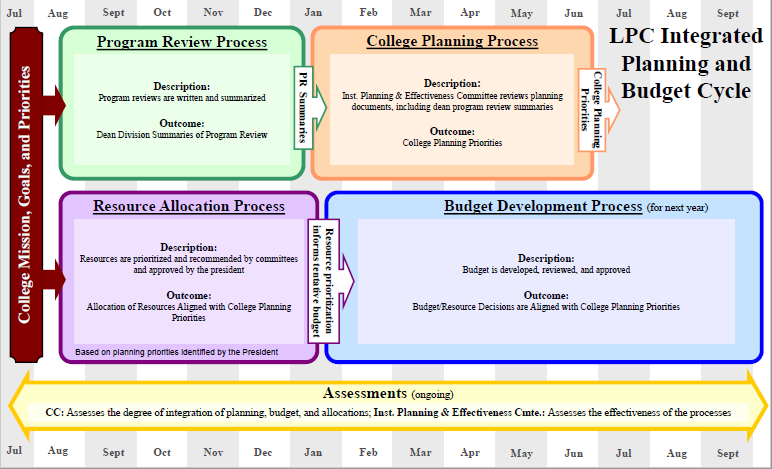 Jul Aug Sept Oct Nov Dec Jan Feb Mar Apr May Jun Jul Aug Sept
LPC Integrated
Planning and
Budget Cycle
College Mission, Goals, and Priorities
Program Review Process
Description:
Program reviews are written and summarized
Outcome:
Dean Division Summaries of Program Review
PR Summaries
College Planning Process
Description:
Inst. Planning & Effectiveness Committee reviews planning
documents, including dean program review summaries
Outcome:
College Planning Priorities
College Planning
Priorities
Resource Allocation Process
Description:
Resources are prioritized and recommended by committees
and approved by the president
Outcome:
Allocation of Resources Aligned with College Planning
Priorities
Based on planning priorities identified by the President
Resource prioritization
informs tentative budget
Budget Development Process (for next year)
Description:
Budget is developed, reviewed, and approved
Outcome:
Budget/Resource Decisions are Aligned with College Planning Priorities
Assessments (ongoing)
CC: Assesses the degree of integration of planning, budget, and allocations; Inst. Planning & Effectiveness Cmte.: Assesses the effectiveness of the processes
Jul Aug Sept Oct Nov Dec Jan Feb Mar Apr May Jun Jul Aug Sept